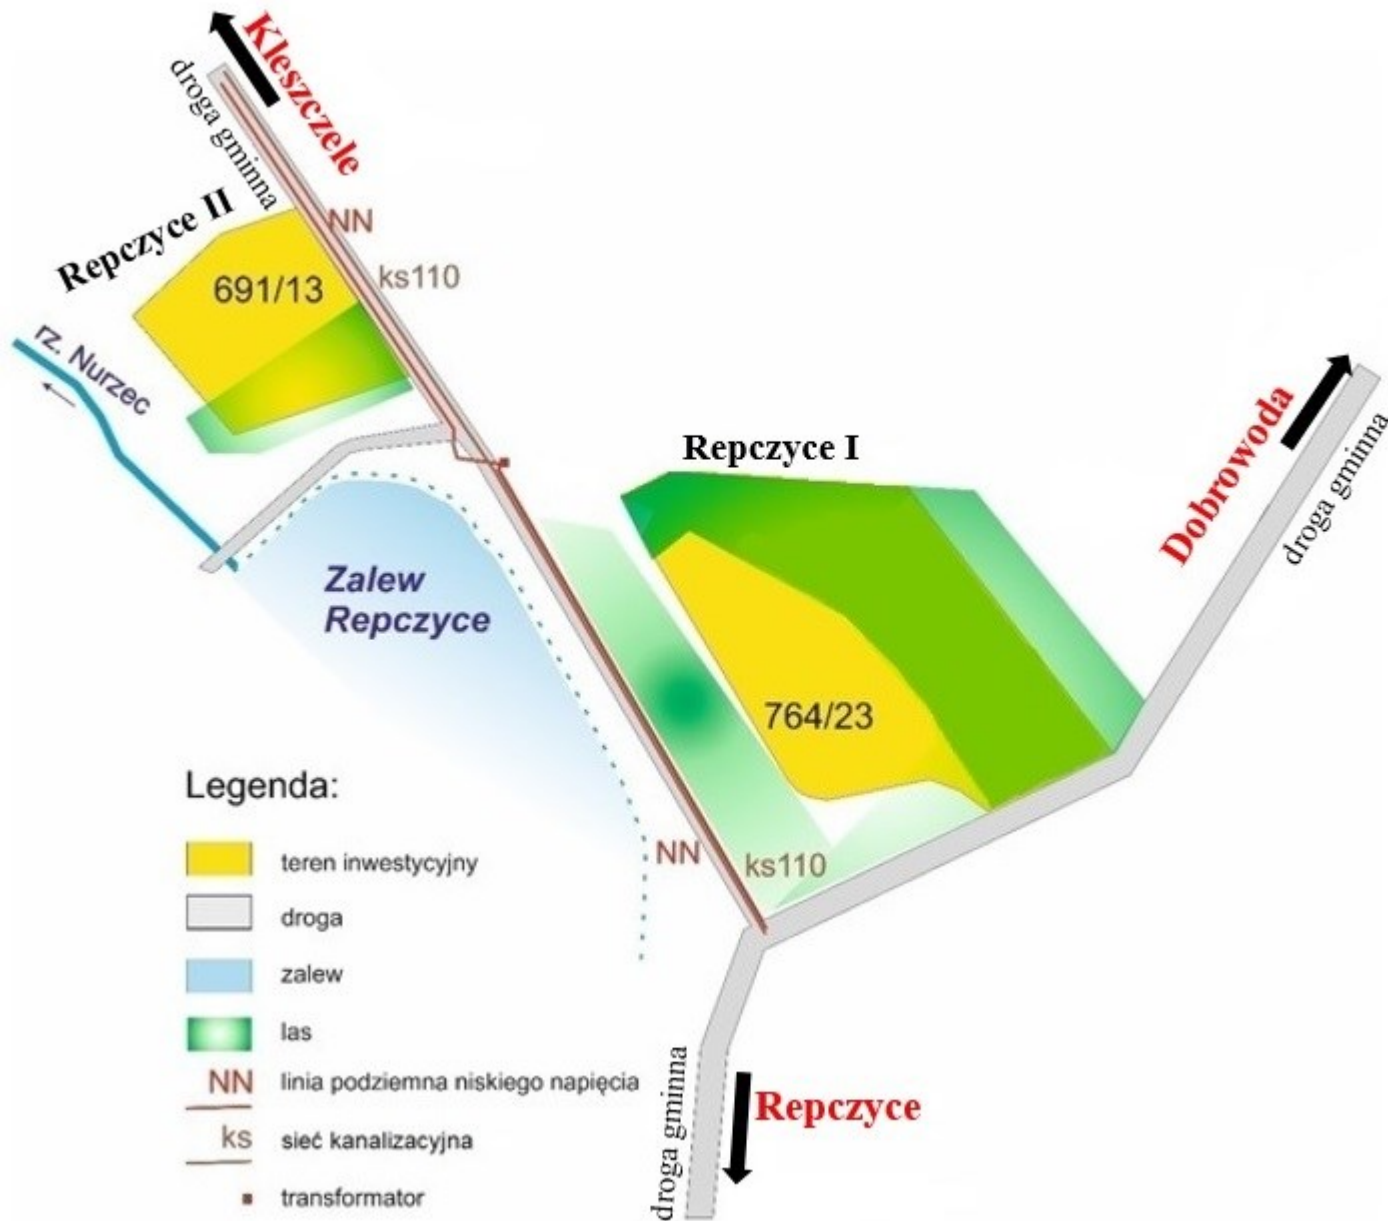 Kleszczele
droga gminna
Repczyce II
NN
ks110
691/13
rz. Nurzec
Repczyce I
Dobrowoda
droga gminna
Zalew
Repczyce
764/23
NN
ks110
Legenda:
teren inwestycyjny
droga
zalew
las
NN linia podziemna niskiego napięcia
ks sieć kanalizacyjna
transformator
droga gminna
Repczyce